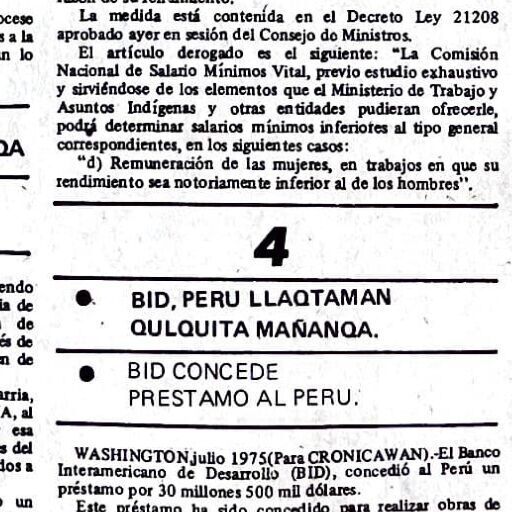 La medida está contenida en el Decreto Ley 21208
aprobado ayer en sesión del Consejo do Ministros.
El artículo derogado es el siguiente: "La Comisión
Nacional de Salario Mínimos Vital, previo estudio exhaustivo
y sirviéndose de los elementos que el Ministerio de Trabajo y
Asuntos Indígenas y otras entidades pudieran ofrecerle,
podrá determinar salarios mínimos inferiores al tipo general
correspondientes, en los siguientes casos:
"d) Remuneración de las mujeres, en trabajos en que su
rendimiento sea notoriamente inferior al de los hombres".
4
BID, PERU LLAQTAMAN
QULQUITA MAÑANQA.
BID CONCEDE
PRESTAMO AL PERU.
WASHINGTON, julio 1975(Para CRONICAWAN).-El Banco
Interamericano de Desarrollo (BID), concedió al Perú un
préstamo por 30 millones 500 mil dólares.
Este préstamo ha sido concedido para realizar obras de
s a la
n lo
QA
endo
ia de
de
és de
n de
arria,
A, al
esa
s del
dos a
un